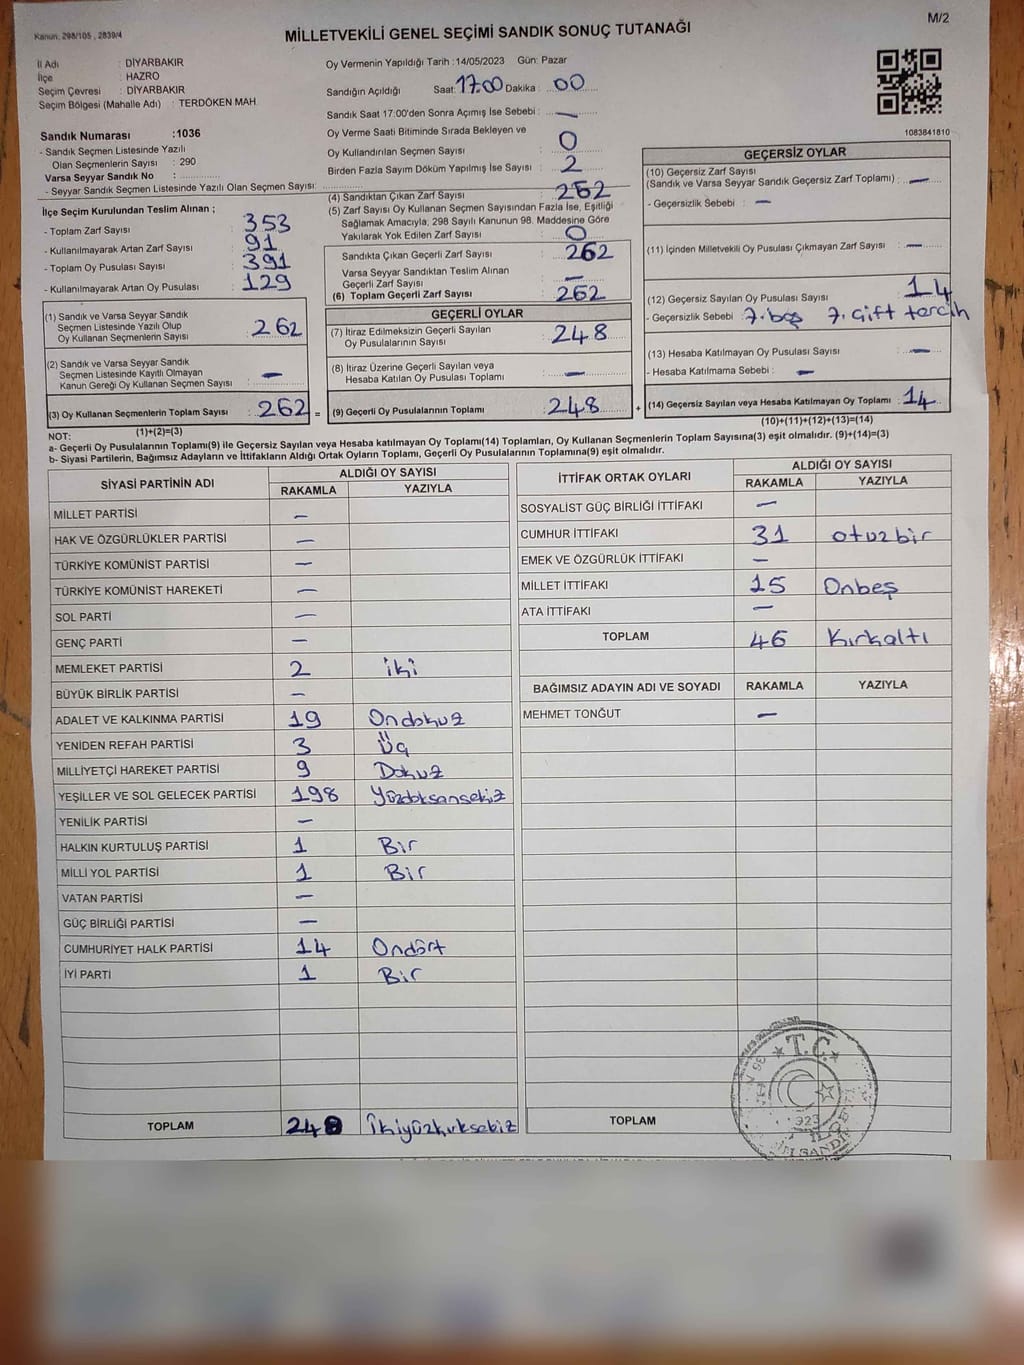 Kanun, 298/105 , 2839/4
MİLLETVEKİLİ GENEL SEÇİMİ SANDIK SONUÇ TUTANAĞI
M/2
İl Adı : DİYARBAKIR
İlçe : HAZRO
Seçim Çevresi : DİYARBAKIR
Seçim Bölgesi (Mahalle Adı) : TERDÖKEN MAH.
Sandık Numarası :1036
- Sandık Seçmen Listesinde Yazılı
Olan Seçmenlerin Sayısı : 290
Varsa Seyyar Sandık No :
- Seyyar Sandık Seçmen Listesinde Yazılı Olan Seçmen Sayısı:
Oy Vermenin Yapıldığı Tarih :14/05/2023 Gün: Pazar
Sandığın Açıldığı Saat: 17.00 Dakika : 00
Sandık Saat 17:00'den Sonra Açımış İse Sebebi : —
Oy Verme Saati Bitiminde Sırada Bekleyen ve
Oy Kullandırılan Seçmen Sayısı : 0
Birden Fazla Sayım Döküm Yapılmış İse Sayısı : 2
1083841810
İlçe Seçim Kurulundan Teslim Alınan ;
- Toplam Zarf Sayısı : 353
- Kullanılmayarak Artan Zarf Sayısı : 91
- Toplam Oy Pusulası Sayısı : 391
- Kullanılmayarak Artan Oy Pusulası : 129
(4) Sandıktan Çıkan Zarf Sayısı : 262
(5) Zarf Sayısı Oy Kullanan Seçmen Sayısından Fazla İse, Eşitliği
Sağlamak Amacıyla, 298 Sayılı Kanunun 98. Maddesine Göre
Yakılarak Yok Edilen Zarf Sayısı : 0
Sandıkta Çıkan Geçerli Zarf Sayısı : 262
Varsa Seyyar Sandıktan Teslim Alınan
Geçerli Zarf Sayısı : —
(6) Toplam Geçerli Zarf Sayısı : 262
GEÇERSİZ OYLAR
(10) Geçersiz Zarf Sayısı
(Sandık ve Varsa Seyyar Sandık Geçersiz Zarf Toplamı) : —
- Geçersizlik Sebebi : —
(11) İçinden Milletvekili Oy Pusulası Çıkmayan Zarf Sayısı : —
(12) Geçersiz Sayılan Oy Pusulası Sayısı : 14
- Geçersizlik Sebebi : 7. boş 7. çift tercih
(13) Hesaba Katılmayan Oy Pusulası Sayısı : —
- Hesaba Katılmama Sebebi : —
(14) Geçersiz Sayılan veya Hesaba Katılmayan Oy Toplamı : 14
(10)+(11)+(12)+(13)=(14)
(1) Sandık ve Varsa Seyyar Sandık
Seçmen Listesinde Yazılı Olup
Oy Kullanan Seçmenlerin Sayısı : 262
(2) Sandık ve Varsa Seyyar Sandık
Seçmen Listesinde Kayıtlı Olmayan
Kanun Gereği Oy Kullanan Seçmen Sayısı : —
(3) Oy Kullanan Seçmenlerin Toplam Sayısı : 262 =
(1)+(2)=(3)
GEÇERLİ OYLAR
(7) İtiraz Edilmeksizin Geçerli Sayılan
Oy Pusulalarının Sayısı : 248
(8) İtiraz Üzerine Geçerli Sayılan veya
Hesaba Katılan Oy Pusulası Toplamı : —
(9) Geçerli Oy Pusulalarının Toplamı : 248 +
NOT:
a- Geçerli Oy Pusulalarının Toplamı(9) ile Geçersiz Sayılan veya Hesaba katılmayan Oy Toplamı(14) Toplamları, Oy Kullanan Seçmenlerin Toplam Sayısına(3) eşit olmalıdır. (9)+(14)=(3)
b- Siyasi Partilerin, Bağımsız Adayların ve İttifakların Aldığı Ortak Oyların Toplamı, Geçerli Oy Pusulalarının Toplamına(9) eşit olmalıdır.
SİYASİ PARTİNİN ADI ALDIĞI OY SAYISI
RAKAMLA YAZIYLA
MİLLET PARTİSİ —
HAK VE ÖZGÜRLÜKLER PARTİSİ —
TÜRKİYE KOMÜNİST PARTİSİ —
TÜRKİYE KOMÜNİST HAREKETİ —
SOL PARTİ —
GENÇ PARTİ —
MEMLEKET PARTİSİ 2 iki
BÜYÜK BİRLİK PARTİSİ —
ADALET VE KALKINMA PARTİSİ 19 Ondokuz
YENİDEN REFAH PARTİSİ 3 Üç
MİLLİYETÇİ HAREKET PARTİSİ 9 Dokuz
YEŞİLLER VE SOL GELECEK PARTİSİ 198 Yüzdoksansekiz
YENİLİK PARTİSİ —
HALKIN KURTULUŞ PARTİSİ 1 Bir
MİLLİ YOL PARTİSİ 1 Bir
VATAN PARTİSİ —
GÜÇ BİRLİĞİ PARTİSİ —
CUMHURİYET HALK PARTİSİ 14 Ondört
İYİ PARTİ 1 Bir
TOPLAM 248
İTTİFAK ORTAK OYLARI ALDIĞI OY SAYISI
RAKAMLA YAZIYLA
SOSYALİST GÜÇ BİRLİĞİ İTTİFAKI —
CUMHUR İTTİFAKI 31 otuzbir
EMEK VE ÖZGÜRLÜK İTTİFAKI —
MİLLET İTTİFAKI 15 Onbeş
ATA İTTİFAKI —
TOPLAM 46 Kırkaltı
BAĞIMSIZ ADAYIN ADI VE SOYADI RAKAMLA YAZIYLA
MEHMET TONĞUT —
TOPLAM
T.C.